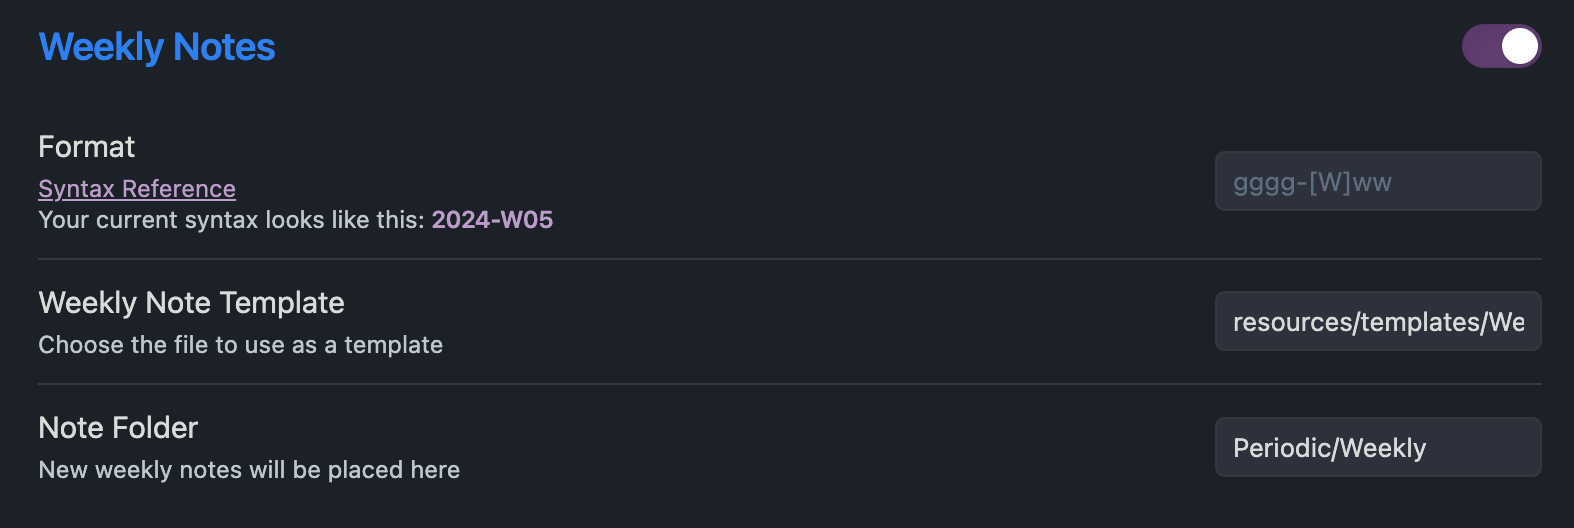 Weekly Notes
Format
Syntax Reference
Your current syntax looks like this: 2024-W05
gggg-[W]ww
Weekly Note Template
Choose the file to use as a template
resources/templates/We
Note Folder
New weekly notes will be placed here
Periodic/Weekly